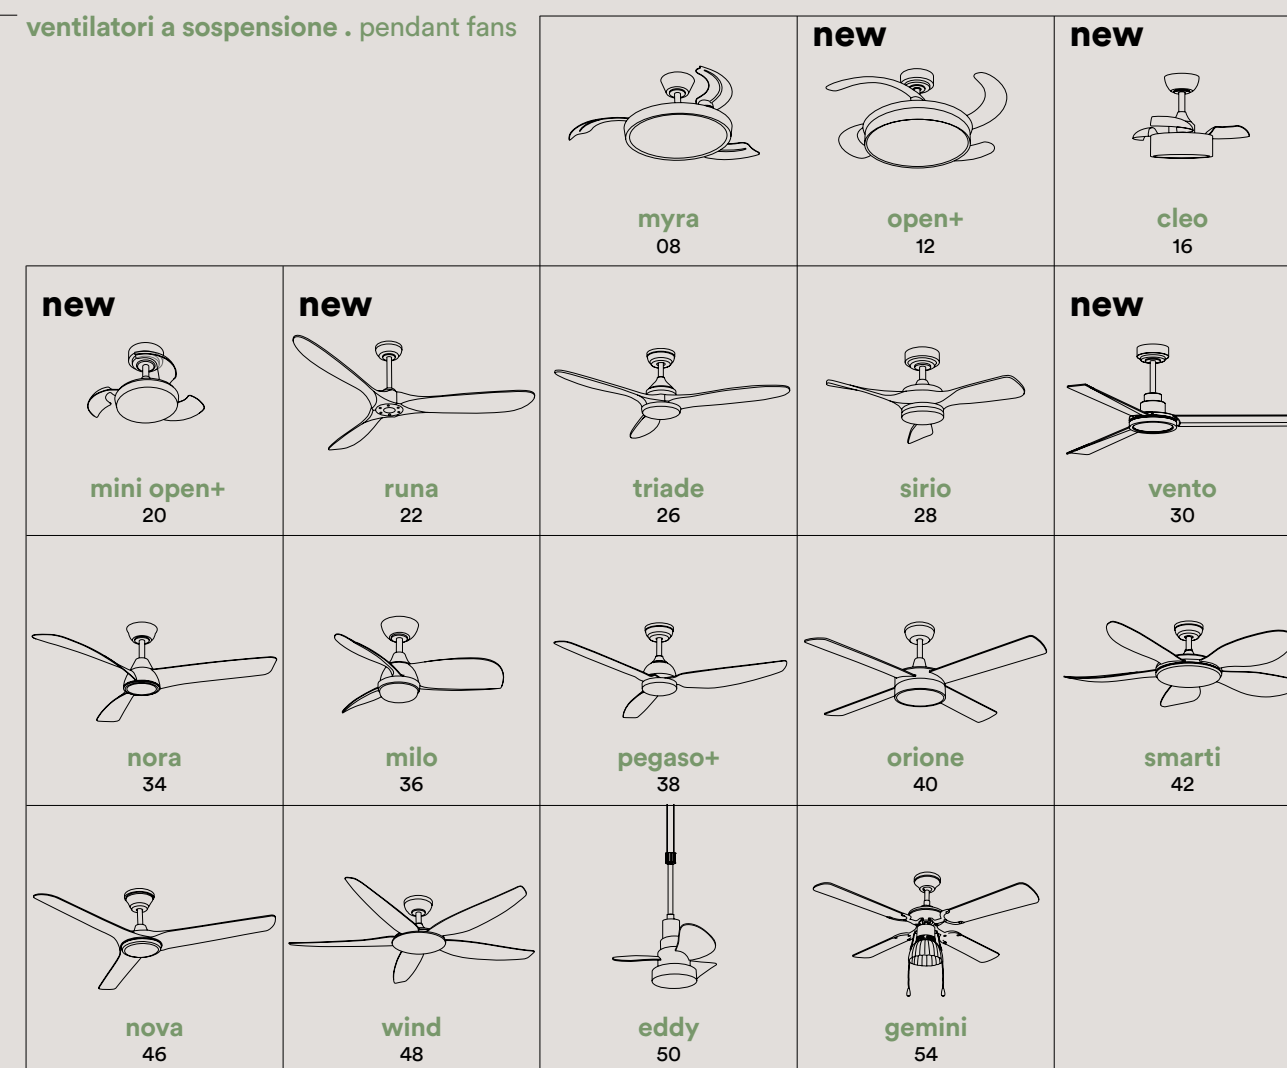 ventilatori a sospensione . pendant fans
myra
08
new
open+
12
new
cleo
16
new
mini open+
20
new
runa
22
triade
26
sirio
28
new
vento
30
nora
34
milo
36
pegaso+
38
orione
40
smarti
42
nova
46
wind
48
eddy
50
gemini
54